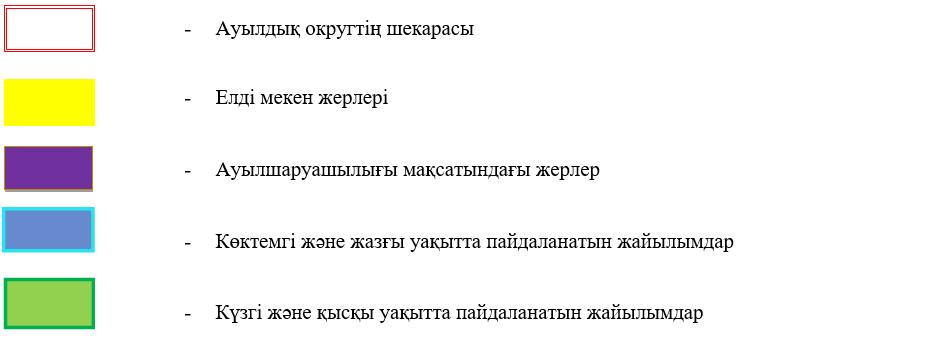 - Ауылдық округтің шекарасы
- Елді мекен жерлері
- Ауылшаруашылығы мақсатындағы жерлер
- Көктемгі және жазғы уақытта пайдаланатын жайылымдар
- Күзгі және қысқы уақытта пайдаланатын жайылымдар